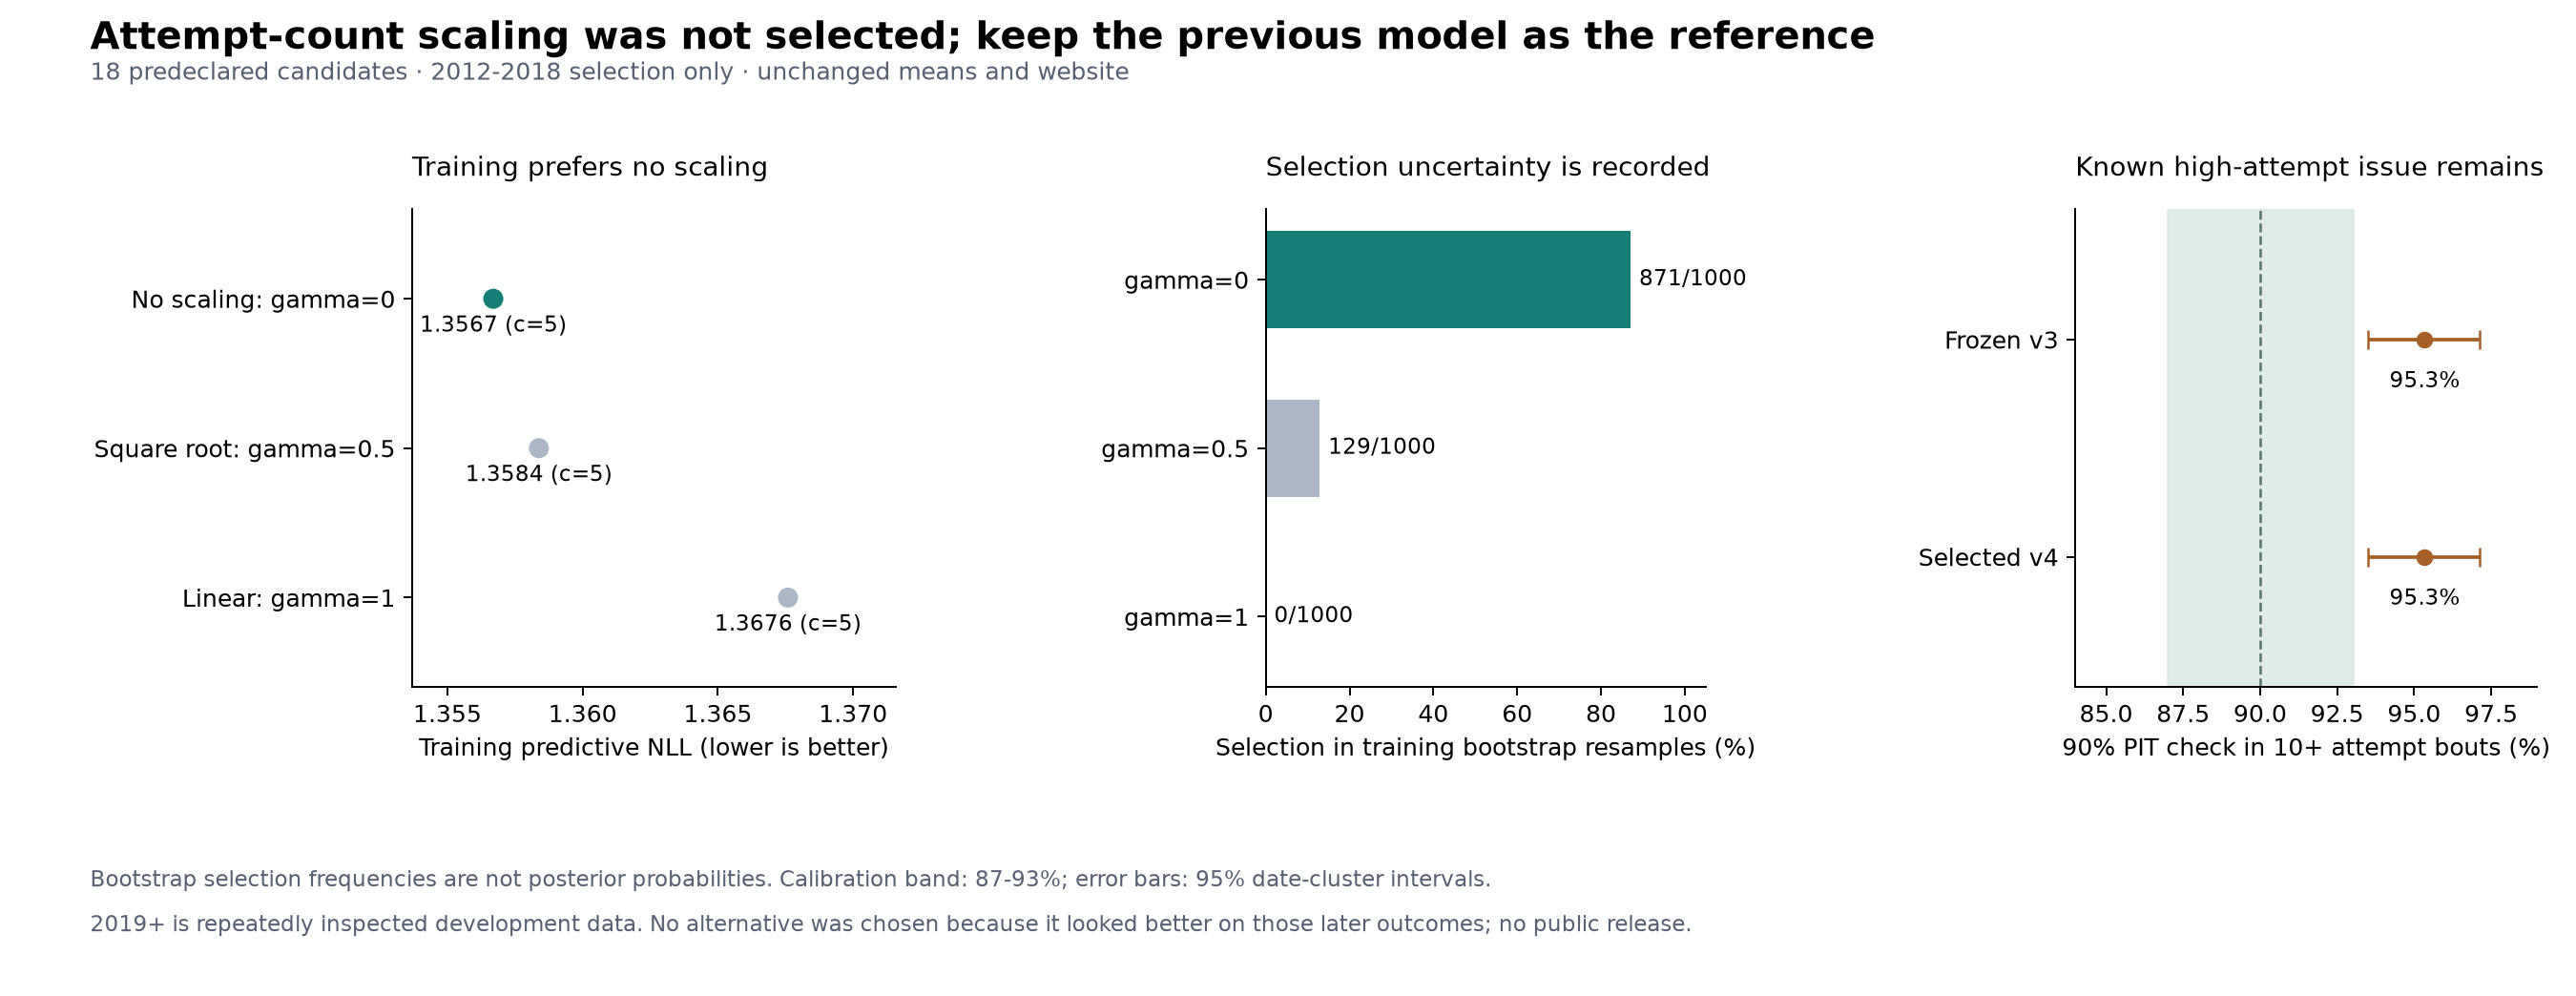 Attempt-count scaling was not selected; keep the previous model as the reference
18 predeclared candidates · 2012-2018 selection only · unchanged means and website
Training prefers no scaling
No scaling: gamma=0
1.3567 (c=5)
Square root: gamma=0.5
1.3584 (c=5)
Linear: gamma=1
1.3676 (c=5)
1.355 1.360 1.365 1.370
Training predictive NLL (lower is better)
Selection uncertainty is recorded
gamma=0
871/1000
gamma=0.5
129/1000
gamma=1
0/1000
0 20 40 60 80 100
Selection in training bootstrap resamples (%)
Known high-attempt issue remains
Frozen v3
95.3%
Selected v4
95.3%
85.0 87.5 90.0 92.5 95.0 97.5
90% PIT check in 10+ attempt bouts (%)
Bootstrap selection frequencies are not posterior probabilities. Calibration band: 87-93%; error bars: 95% date-cluster intervals.
2019+ is repeatedly inspected development data. No alternative was chosen because it looked better on those later outcomes; no public release.